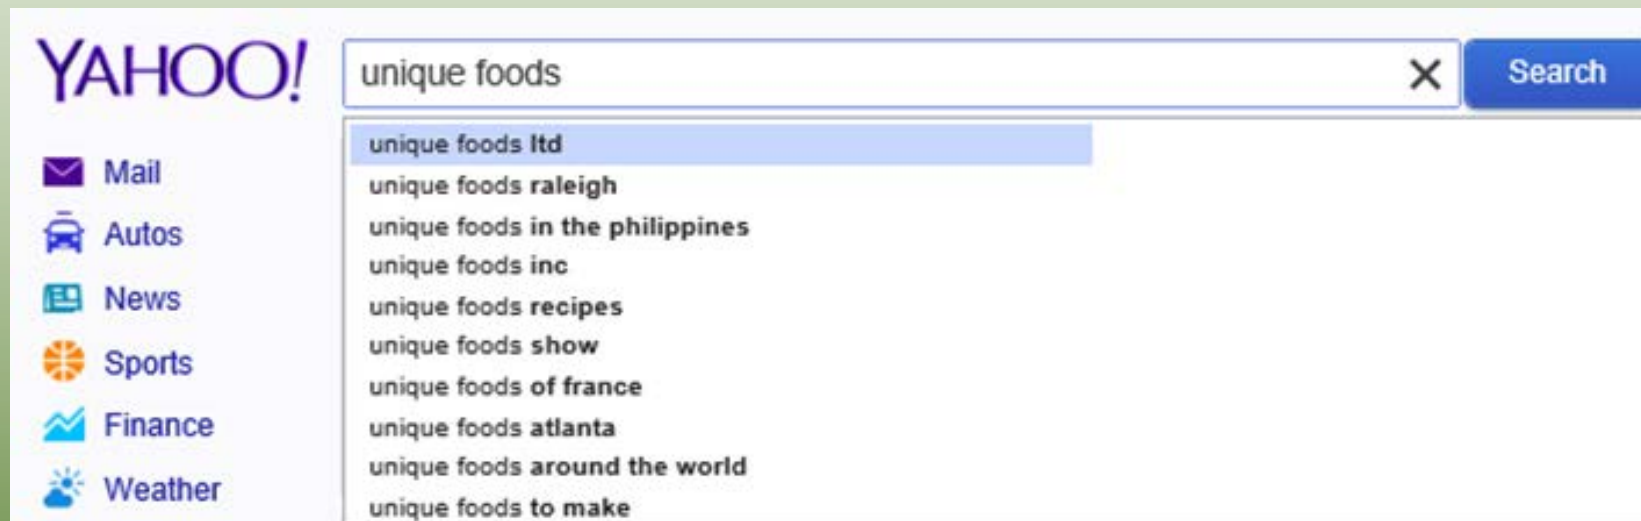 YAHOO!
unique foods
Search
Mail
Autos
News
Sports
Finance
Weather
unique foods ltd
unique foods raleigh
unique foods in the philippines
unique foods inc
unique foods recipes
unique foods show
unique foods of france
unique foods atlanta
unique foods around the world
unique foods to make